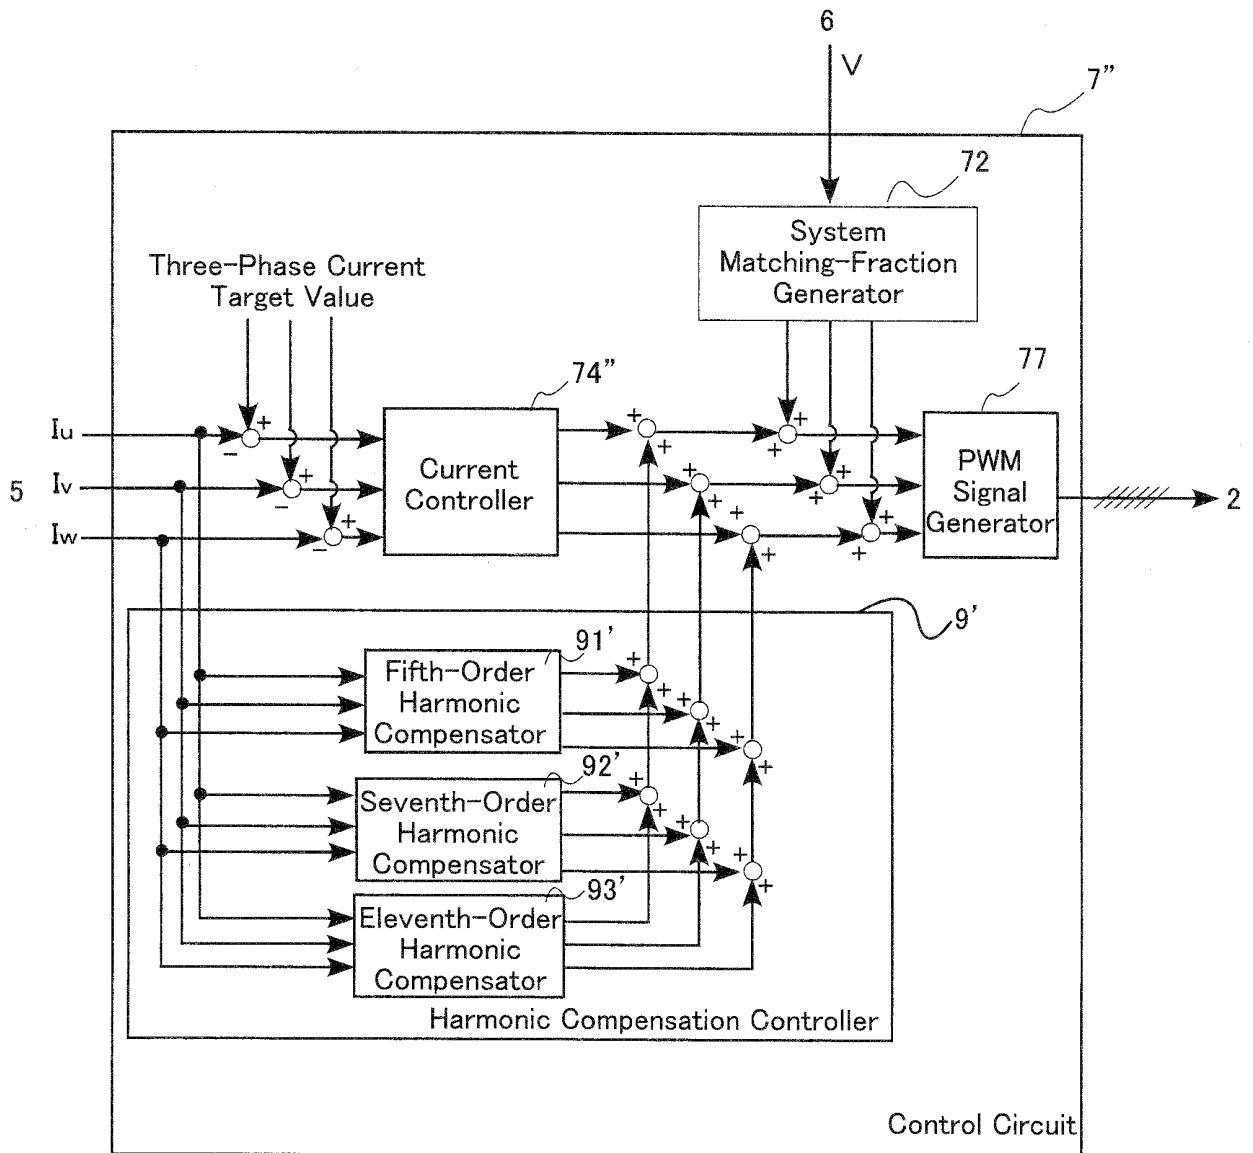 6
V
7"
72
System
Matching-Fraction
Generator
Three-Phase Current
Target Value
74"
77
5
Iu
Iv
Iw
+
−
+
−
+
−
Current
Controller
+
+
+
+
+
+
+
+
+
+
+
+
PWM
Signal
Generator
2
9'
91'
Fifth-Order
Harmonic
Compensator
+
+
+
+
+
+
92'
Seventh-Order
Harmonic
Compensator
+
+
+
+
+
+
93'
Eleventh-Order
Harmonic
Compensator
Harmonic Compensation Controller
Control Circuit